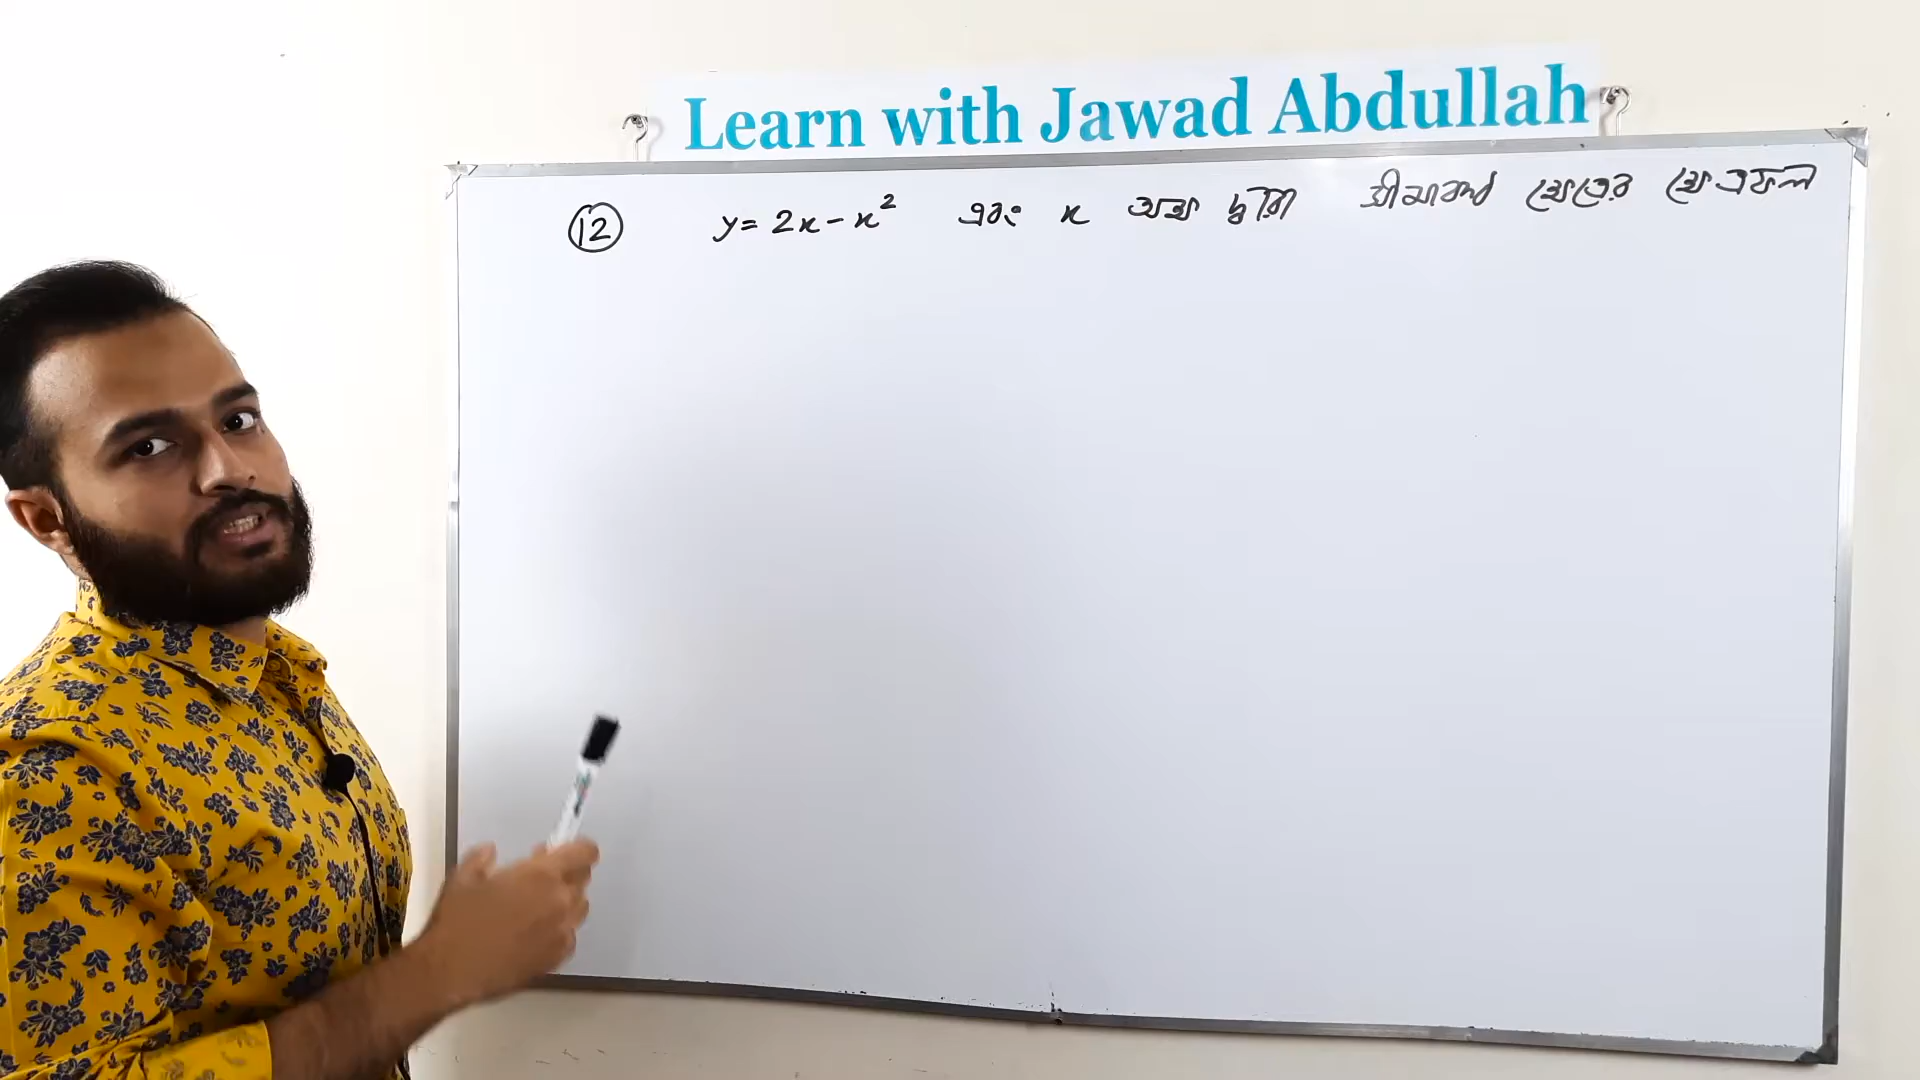 Learn with Jawad Abdullah
12 y = 2x - x² এবং x অক্ষ দ্বারা সীমাবদ্ধ ক্ষেত্রের ক্ষেত্রফল